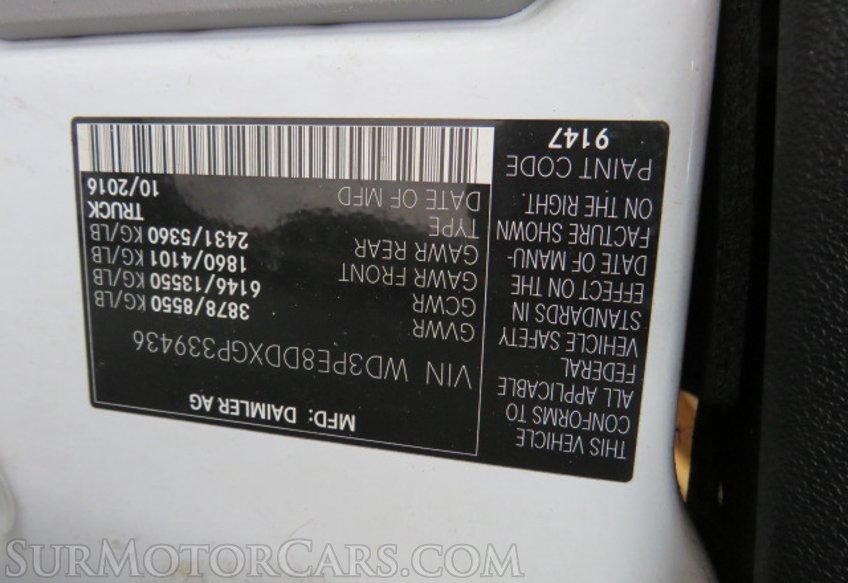 MFD: DAIMLER AG
VIN WD3PE8DDXGP339436
GVWR 3878/8550 KG/LB
GCWR 6146/13550 KG/LB
GAWR FRONT 1860/4101 KG/LB
GAWR REAR 2431/5360 KG/LB
TYPE TRUCK
DATE OF MFD 10/2016
THIS VEHICLE
CONFORMS TO
ALL APPLICABLE
FEDERAL
VEHICLE SAFETY
STANDARDS IN
EFFECT ON THE
DATE OF MANU-
FACTURE SHOWN
ON THE RIGHT.
PAINT CODE
9147
SURMOTORCARS.COM